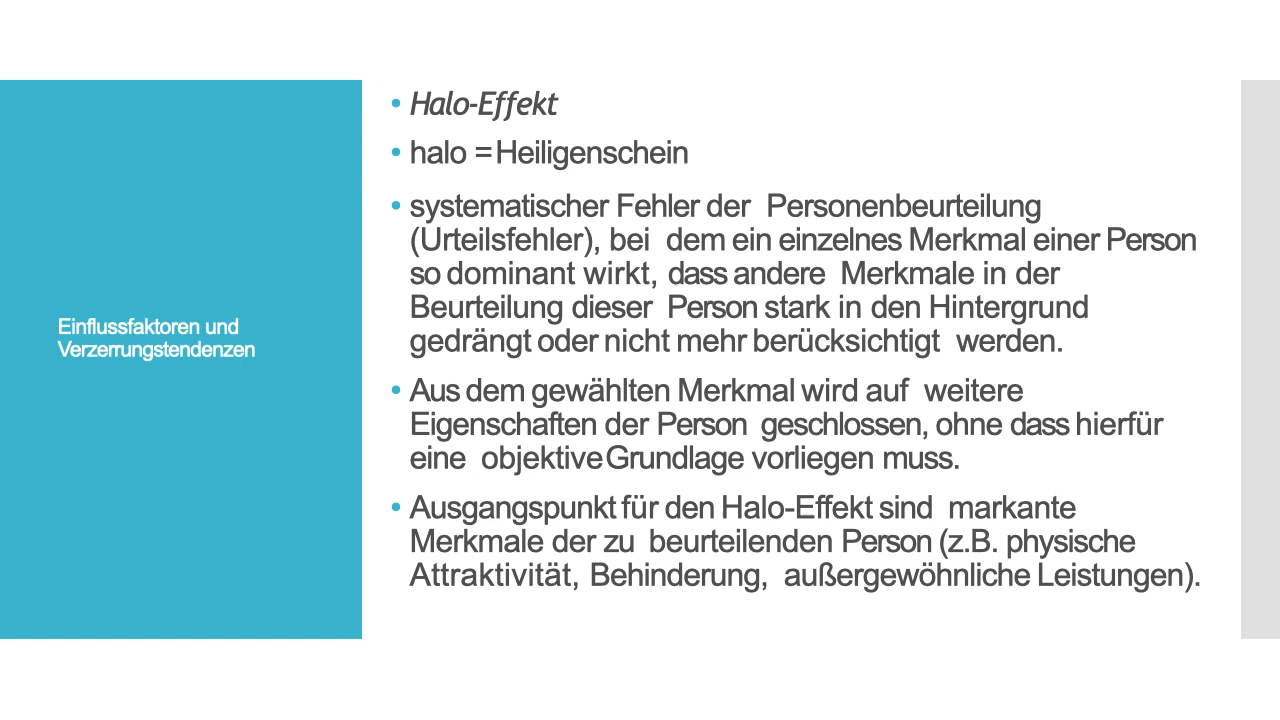 Einflussfaktoren und
Verzerrungstendenzen
• Halo-Effekt
• halo = Heiligenschein
• systematischer Fehler der Personenbeurteilung
(Urteilsfehler), bei dem ein einzelnes Merkmal einer Person
so dominant wirkt, dass andere Merkmale in der
Beurteilung dieser Person stark in den Hintergrund
gedrängt oder nicht mehr berücksichtigt werden.
• Aus dem gewählten Merkmal wird auf weitere
Eigenschaften der Person geschlossen, ohne dass hierfür
eine objektive Grundlage vorliegen muss.
• Ausgangspunkt für den Halo-Effekt sind markante
Merkmale der zu beurteilenden Person (z.B. physische
Attraktivität, Behinderung, außergewöhnliche Leistungen).